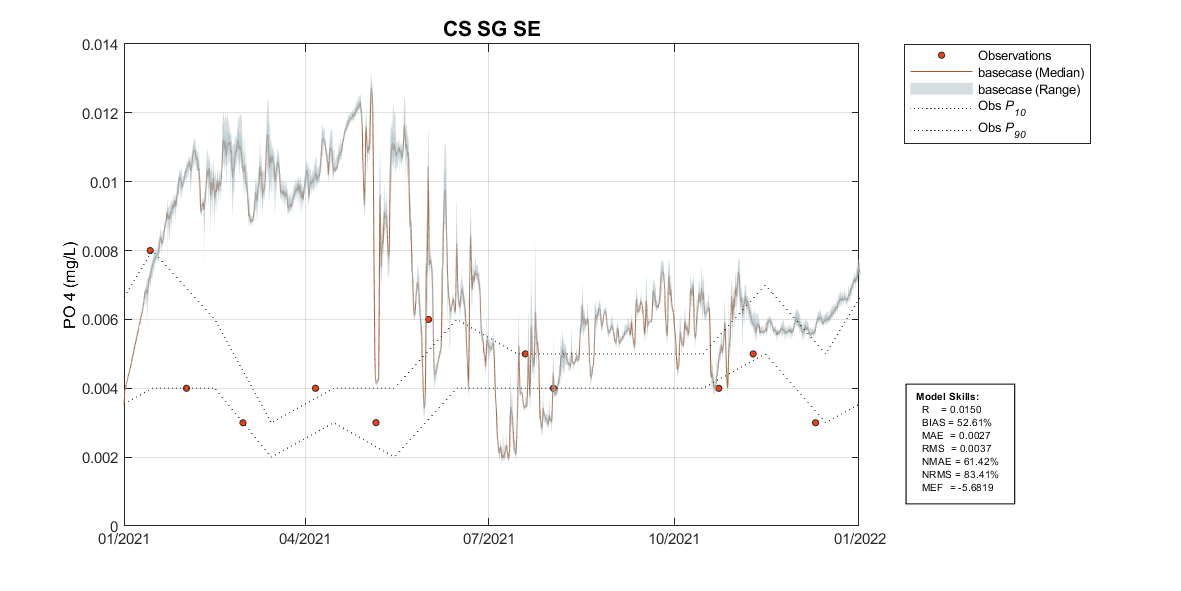 CS SG SE
0.014
0.012
0.01
0.008
0.006
0.004
0.002
0
PO 4 (mg/L)
01/2021
04/2021
07/2021
10/2021
01/2022
Observations
basecase (Median)
basecase (Range)
Obs P10
Obs P90
Model Skills:
R = 0.0150
BIAS = 52.61%
MAE = 0.0027
RMS = 0.0037
NMAE = 61.42%
NRMS = 83.41%
MEF = -5.6819